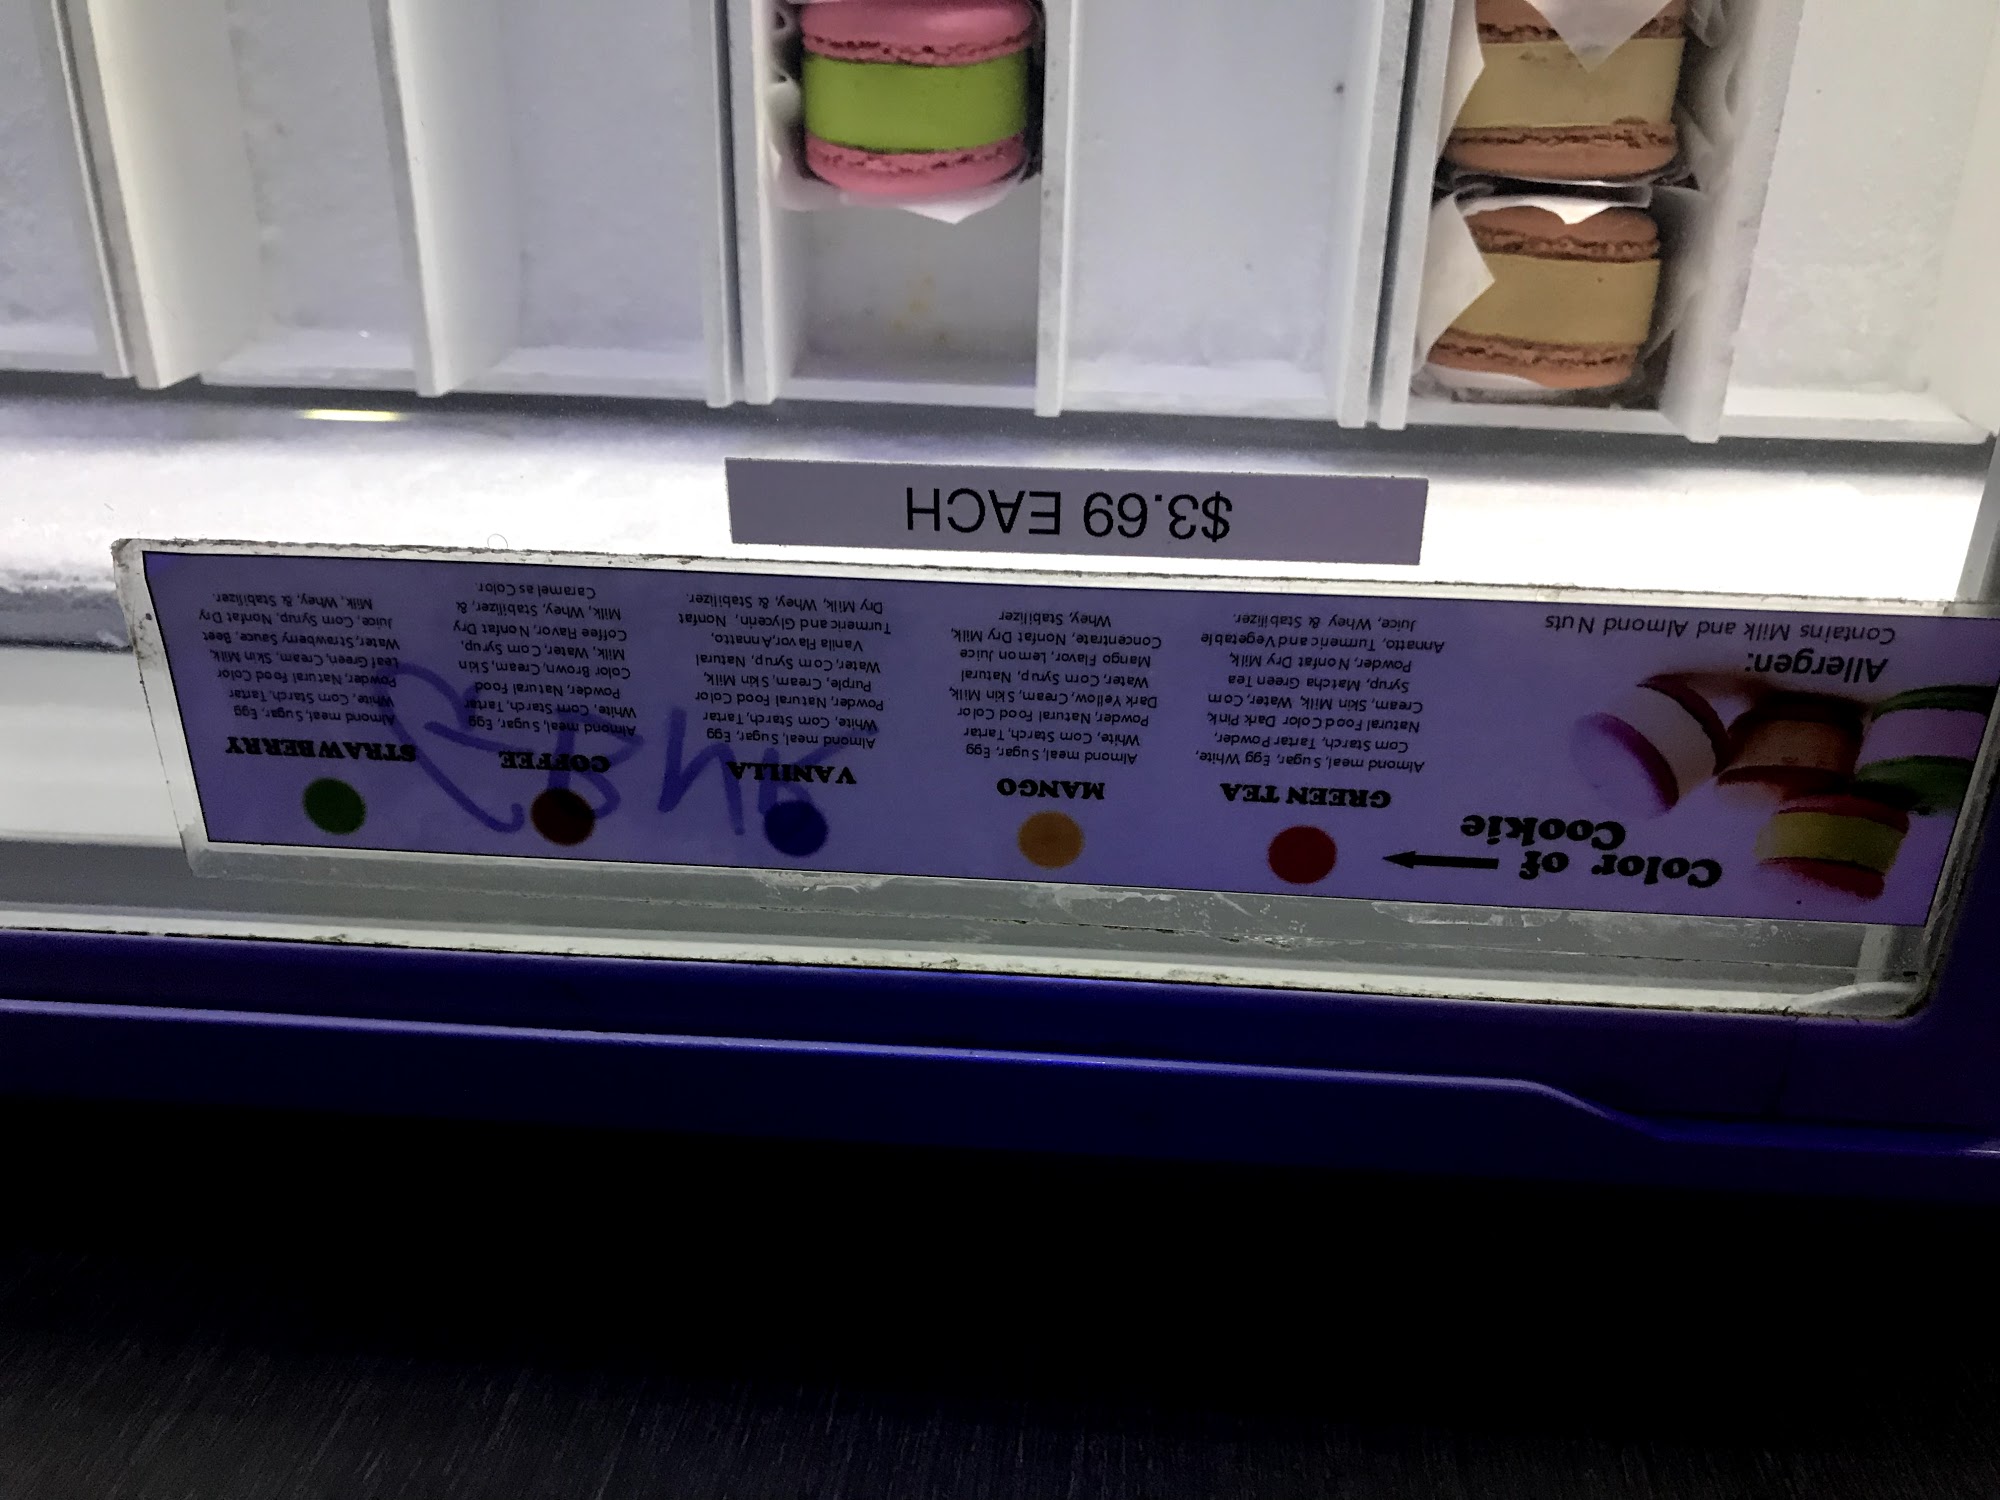 $3.69 EACH
Color of
Cookie
Allergen:
Contains Milk and Almond Nuts
GREEN TEA
Almond meal, Sugar, Egg White,
Corn Starch, Tartar Powder,
Natural Food Color Dark Pink
Cream, Skin Milk, Water, Corn
Syrup, Matcha Green Tea
Powder, Nonfat Dry Milk,
Annatto, Turmeric and Vegetable
Juice, Whey & Stabilizer.
MANGO
Almond meal, Sugar, Egg
White, Corn Starch, Tartar
Powder, Natural Food Color
Dark Yellow, Cream, Skin Milk,
Water, Corn Syrup, Natural
Mango Flavor, Lemon Juice
Concentrate, Nonfat Dry Milk,
Whey, Stabilizer
VANILLA
Almond meal, Sugar, Egg
White, Corn Starch, Tartar
Powder, Natural Food Color
Purple, Cream, Skin Milk,
Water, Corn Syrup, Natural
Vanilla Flavor, Annatto,
Turmeric and Glycerin, Nonfat
Dry Milk, Whey, & Stabilizer.
COFFEE
Almond meal, Sugar, Egg
White, Corn Starch, Tartar
Powder, Natural Food
Color Brown, Cream, Skin
Milk, Water, Corn Syrup,
Coffee Flavor, Nonfat Dry
Milk, Whey, Stabilizer, &
Caramel as Color.
STRAWBERRY
Almond meal, Sugar, Egg
White, Corn Starch, Tartar
Powder, Natural Food Color
Leaf Green, Cream, Skin Milk,
Water, Strawberry Sauce, Beet
Juice, Corn Syrup, Nonfat Dry
Milk, Whey, & Stabilizer.